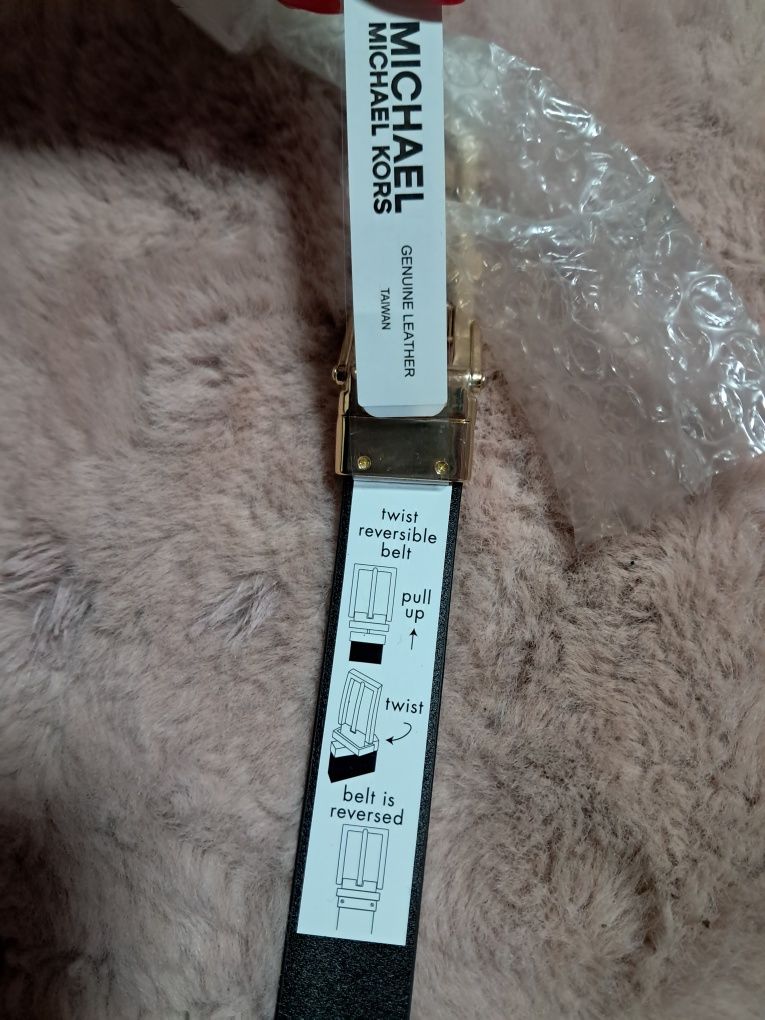 MICHAEL
MICHAEL KORS
GENUINE LEATHER
TAIWAN
twist
reversible
belt
pull
up
twist
belt is
reversed